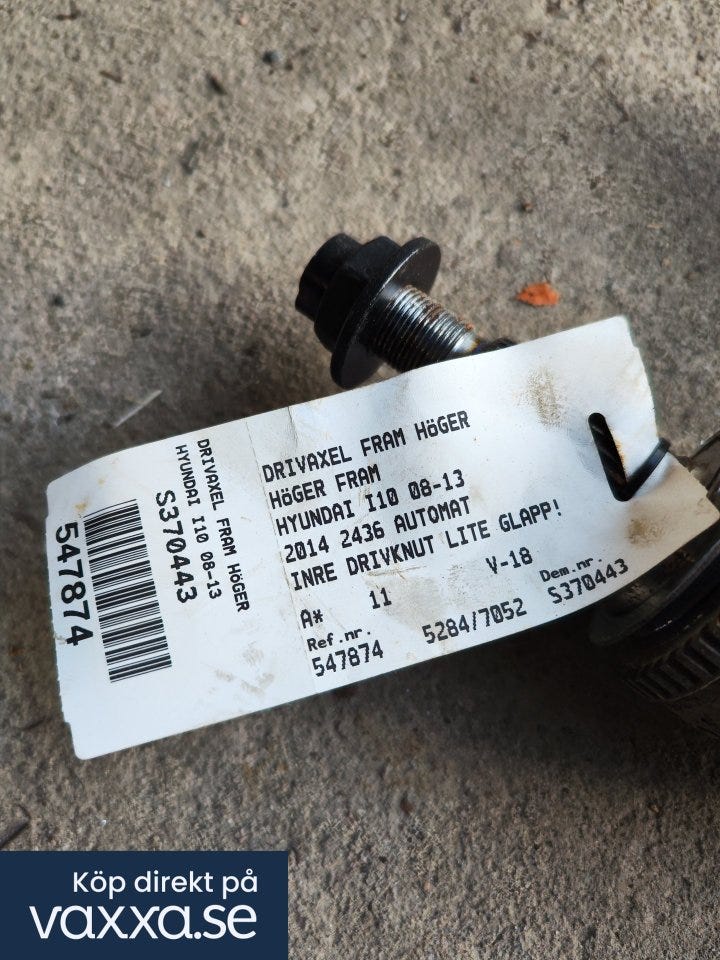 DRIVAXEL FRAM HöGER
HöGER FRAM
HYUNDAI I10 08-13
2014 2436 AUTOMAT
INRE DRIVKNUT LITE GLAPP!
A* 11 V-18
Ref.nr. 5284/7052 Dem.nr.
547874 S370443
DRIVAXEL FRAM HöGER
HYUNDAI I10 08-13
S370443
547874
Köp direkt på
vaxxa.se